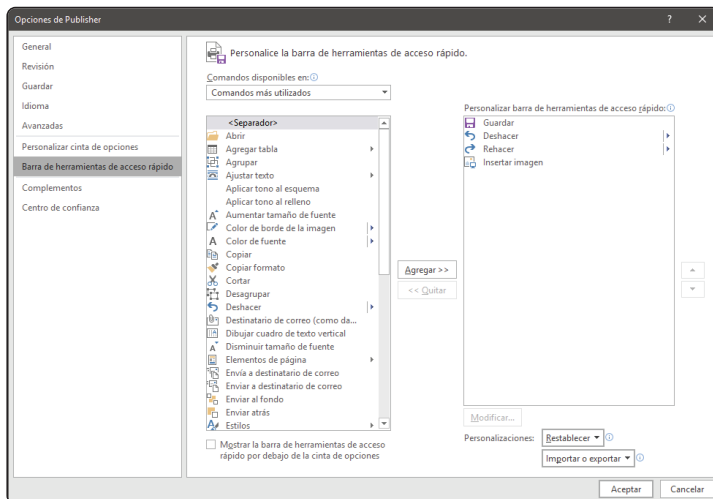 Opciones de Publisher
?
General
Revisión
Guardar
Idioma
Avanzadas
Personalizar cinta de opciones
Barra de herramientas de acceso rápido
Complementos
Centro de confianza
Personalice la barra de herramientas de acceso rápido.
Comandos disponibles en:
Comandos más utilizados
<Separador>
Abrir
Agregar tabla
Agrupar
Ajustar texto
Aplicar tono al esquema
Aplicar tono al relleno
Aumentar tamaño de fuente
Color de borde de la imagen
Color de fuente
Copiar
Copiar formato
Cortar
Desagrupar
Deshacer
Destinatario de correo (como da...
Dibujar cuadro de texto vertical
Disminuir tamaño de fuente
Elementos de página
Envía a destinatario de correo
Enviar a destinatario de correo
Enviar al fondo
Enviar atrás
Estilos
Mostrar la barra de herramientas de acceso
rápido por debajo de la cinta de opciones
Agregar >>
<< Quitar
Personalizar barra de herramientas de acceso rápido:
Guardar
Deshacer
Rehacer
Insertar imagen
Modificar...
Personalizaciones:
Restablecer
Importar o exportar
Aceptar
Cancelar